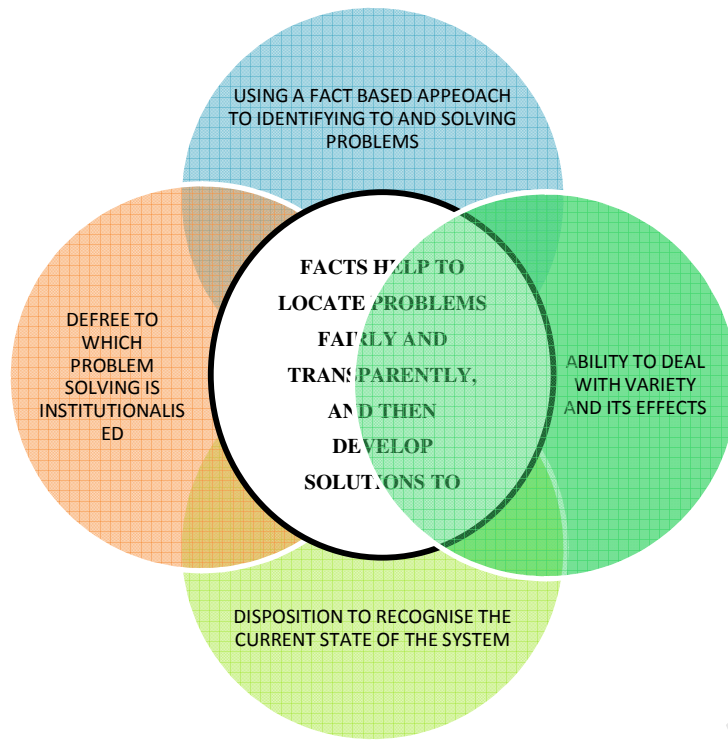 USING A FACT BASED APPEOACH
TO IDENTIFYING TO AND SOLVING
PROBLEMS
FACTS HELP TO
LOCATE PROBLEMS
FAIRLY AND
TRANSPARENTLY,
AND THEN
DEVELOP
SOLUTIONS TO
DEFREE TO
WHICH
PROBLEM
SOLVING IS
INSTITUTIONALIS
ED
ABILITY TO DEAL
WITH VARIETY
AND ITS EFFECTS
DISPOSITION TO RECOGNISE THE
CURRENT STATE OF THE SYSTEM